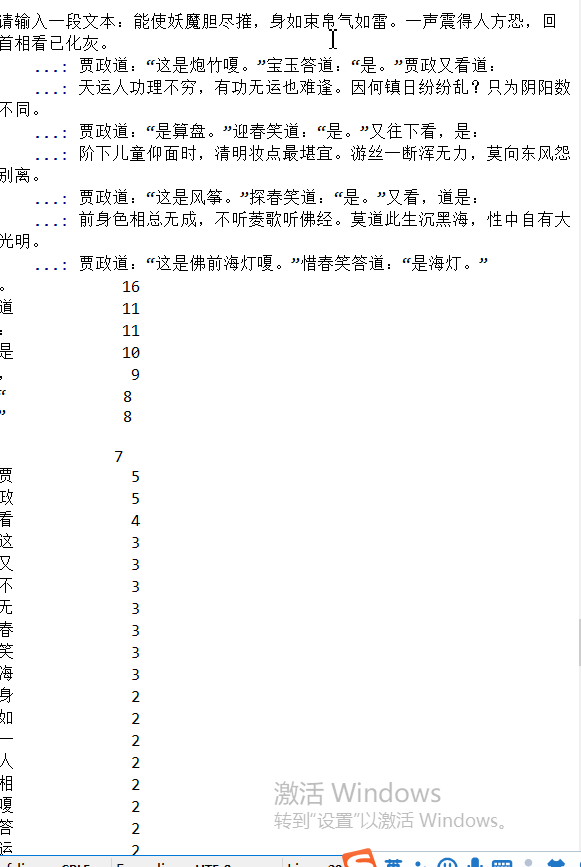 请输入一段文本：能使妖魔胆尽摧，身如束帛气如雷。一声震得人方恐，回
首相看已化灰。
...: 贾政道：“这是炮竹嗄。”宝玉答道：“是。”贾政又看道：
...: 天运人功理不穷，有功无运也难逢。因何镇日纷纷乱？只为阴阳数
不同。
...: 贾政道：“是算盘。”迎春笑道：“是。”又往下看，是：
...: 阶下儿童仰面时，清明妆点最堪宜。游丝一断浑无力，莫向东风怨
别离。
...: 贾政道：“这是风筝。”探春笑道：“是。”又看，道是：
...: 前身色相总无成，不听菱歌听佛经。莫道此生沉黑海，性中自有大
光明。
...: 贾政道：“这是佛前海灯嗄。”惜春笑答道：“是海灯。”
。 16
道 11
： 11
是 10
， 9
“ 8
” 8
7
贾 5
政 5
看 4
这 3
又 3
不 3
无 3
春 3
笑 3
海 3
身 2
如 2
一 2
人 2
相 2
嗄 2
答 2
运 2
激活 Windows
转到“设置”以激活 Windows。